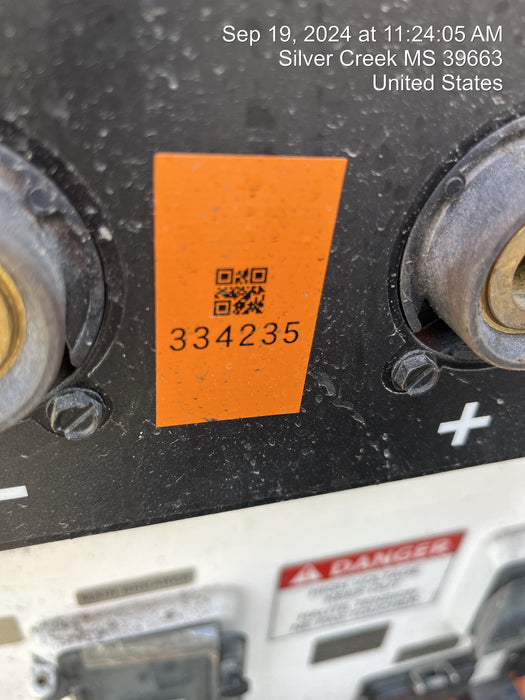 Sep 19, 2024 at 11:24:05 AM
Silver Creek MS 39663
United States
334235
+
-
DANGER